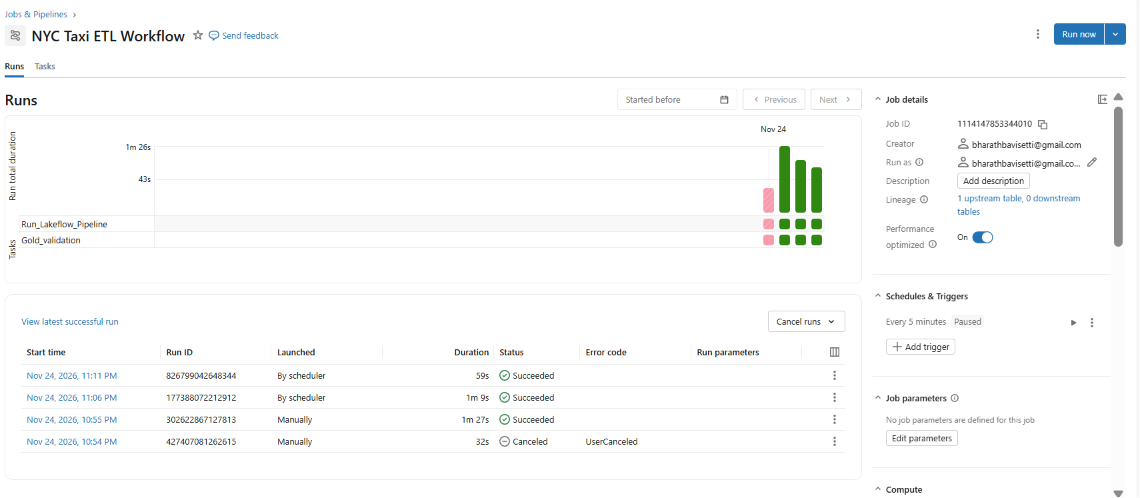 Jobs & Pipelines
NYC Taxi ETL Workflow
Send feedback
Run now
Runs
Tasks
Runs
Started before
Previous
Next
Nov 24
Run total duration
1m 26s
43s
Tasks
Run_Lakeflow_Pipeline
Gold_validation
View latest successful run
Cancel runs
Start time Run ID Launched Duration Status Error code Run parameters
Nov 24, 2026, 11:11 PM 826799042648344 By scheduler 59s Succeeded
Nov 24, 2026, 11:06 PM 177388072212912 By scheduler 1m 9s Succeeded
Nov 24, 2026, 10:55 PM 302622867127813 Manually 1m 27s Succeeded
Nov 24, 2026, 10:54 PM 427407081262615 Manually 32s Canceled UserCanceled
Job details
Job ID 1114147853344010
Creator bharathbavisetti@gmail.com
Run as bharathbavisetti@gmail.co...
Description Add description
Lineage 1 upstream table, 0 downstream
tables
Performance
optimized On
Schedules & Triggers
Every 5 minutes Paused
Add trigger
Job parameters
No job parameters are defined for this job
Edit parameters
Compute